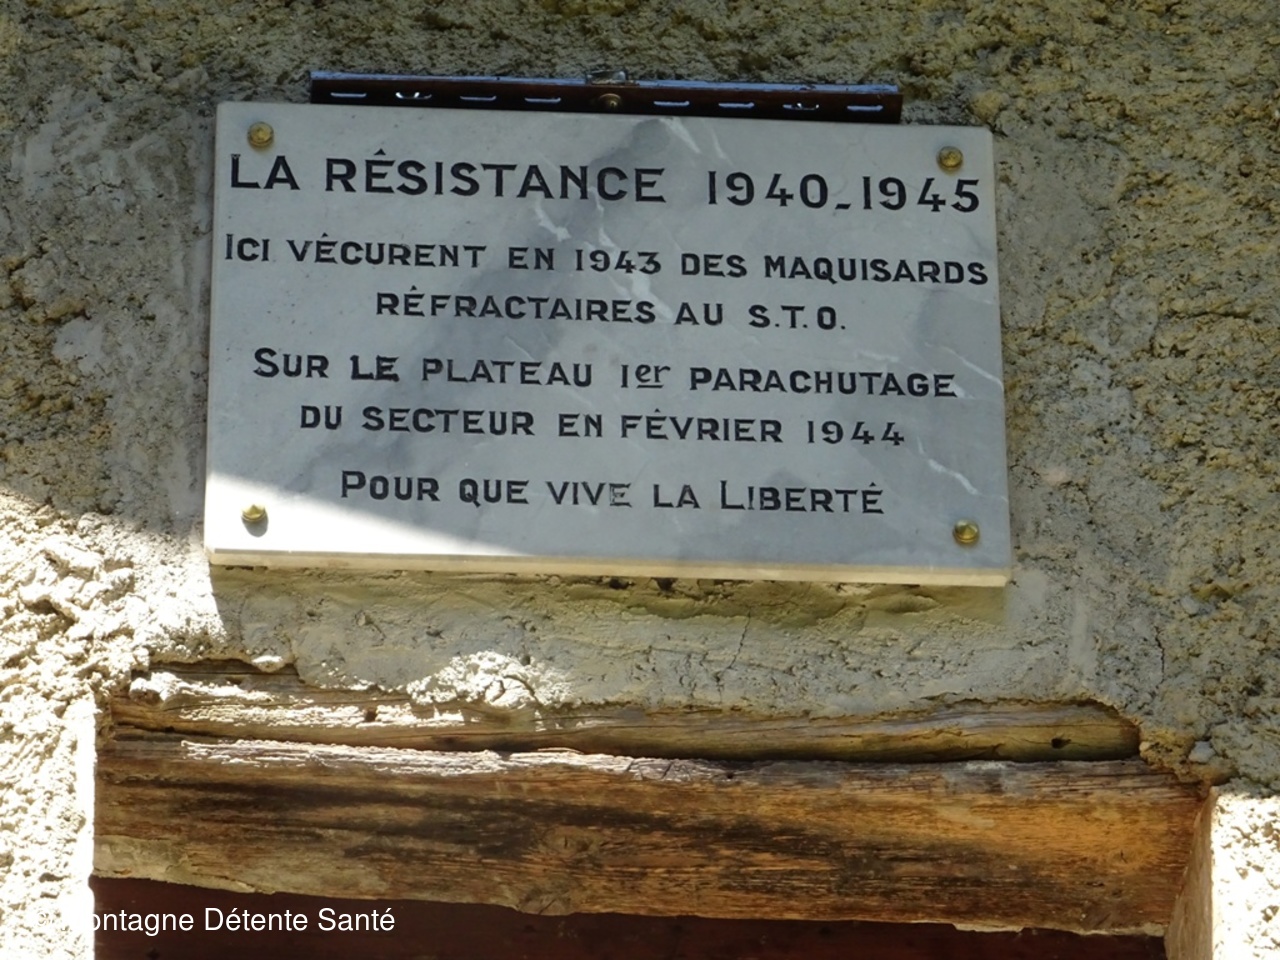 LA RÉSISTANCE 1940-1945
ICI VÉCURENT EN 1943 DES MAQUISARDS
RÉFRACTAIRES AU S.T.O.
SUR LE PLATEAU 1er PARACHUTAGE
DU SECTEUR EN FÉVRIER 1944
POUR QUE VIVE LA LIBERTÉ
© Montagne Détente Santé